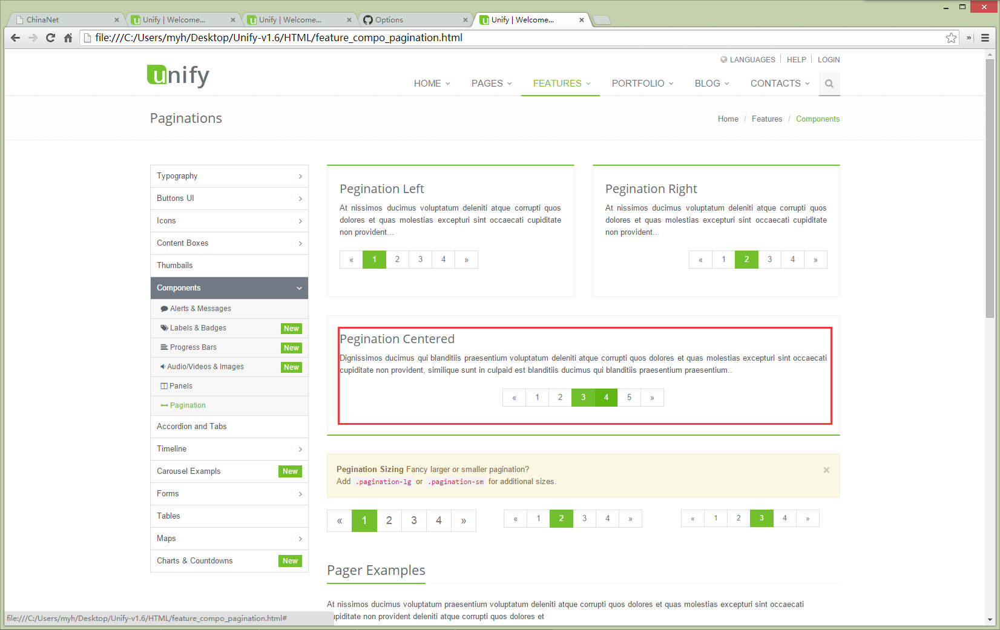 ChinaNet
Unify | Welcome...
Unify | Welcome...
Options
Unify | Welcome...
file:///C:/Users/myh/Desktop/Unify-v1.6/HTML/feature_compo_pagination.html
»
LANGUAGES HELP LOGIN
unify
HOME PAGES FEATURES PORTFOLIO BLOG CONTACTS
Paginations
Home / Features / Components
Typography
Buttons UI
Icons
Content Boxes
Thumbails
Components
Alerts & Messages
Labels & Badges New
Progress Bars New
Audio/Videos & Images New
Panels
Pagination
Accordion and Tabs
Timeline
Carousel Exampls New
Forms
Tables
Maps
Charts & Countdowns New
Pegination Left
At nissimos ducimus voluptatum deleniti atque corrupti quos
dolores et quas molestias excepturi sint occaecati cupiditate
non provident...
« 1 2 3 4 »
Pegination Right
At nissimos ducimus voluptatum deleniti atque corrupti quos
dolores et quas molestias excepturi sint occaecati cupiditate
non provident...
« 1 2 3 4 »
Pegination Centered
Dignissimos ducimus qui blanditiis praesentium voluptatum deleniti atque corrupti quos dolores et quas molestias excepturi sint occaecati
cupiditate non provident, similique sunt in culpaid est blanditiis ducimus qui blanditiis praesentium praesentium..
« 1 2 3 4 5 »
Pegination Sizing Fancy larger or smaller pagination?
Add .pagination-lg or .pagination-sm for additional sizes.
×
« 1 2 3 4 »
« 1 2 3 4 »
« 1 2 3 4 »
Pager Examples
At nissimos ducimus voluptatum praesentium voluptatum deleniti atque corrupti quos dolores et quas molestias excepturi sint occaecati
cupiditate non provident deleniti atque corrupti quos dolores et
file:///C:/Users/myh/Desktop/Unify-v1.6/HTML/feature_compo_pagination.html#